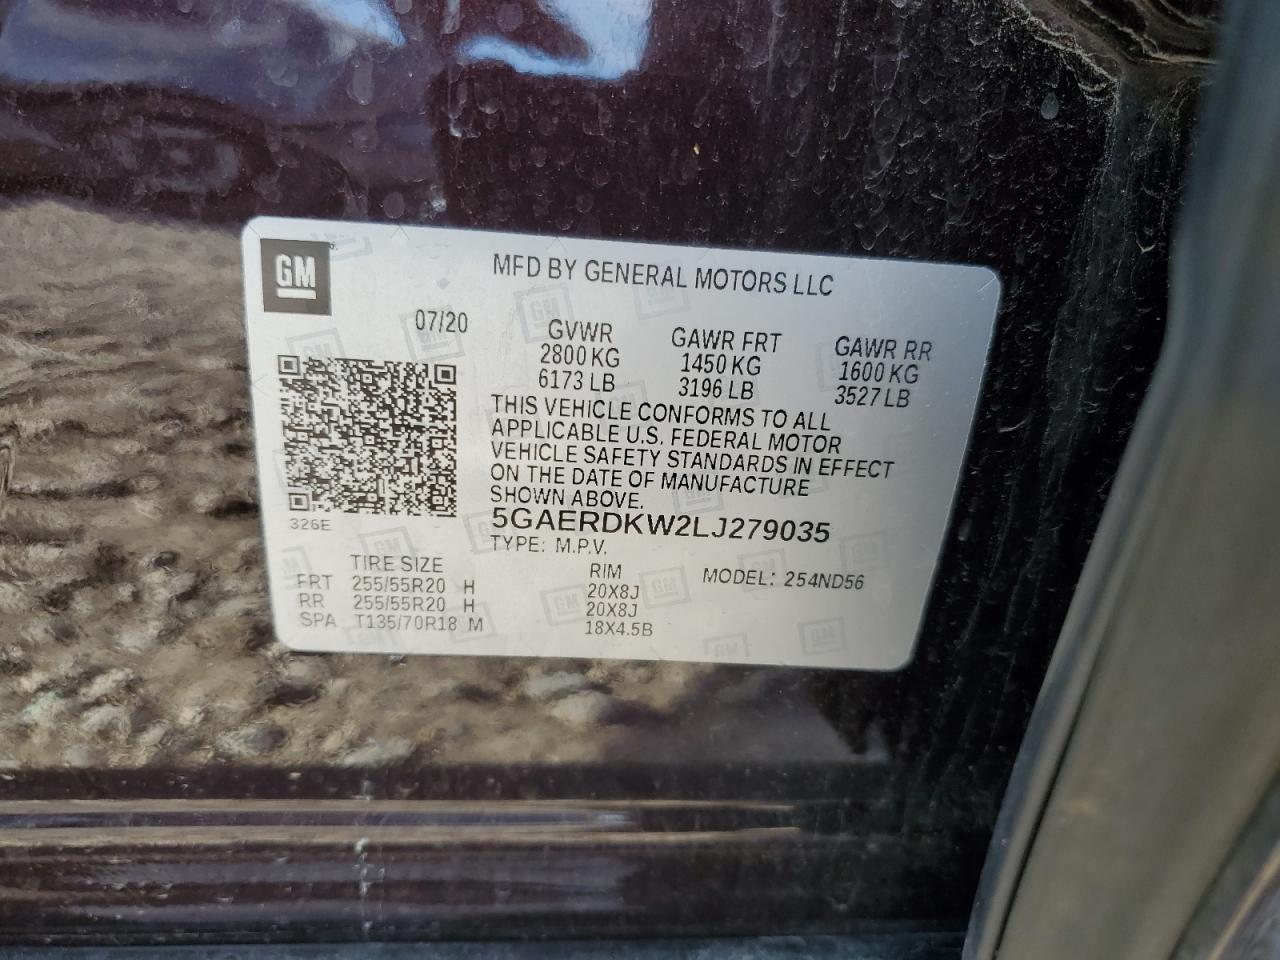 GM
MFD BY GENERAL MOTORS LLC
07/20
GVWR GAWR FRT GAWR RR
2800 KG 1450 KG 1600 KG
6173 LB 3196 LB 3527 LB
THIS VEHICLE CONFORMS TO ALL
APPLICABLE U.S. FEDERAL MOTOR
VEHICLE SAFETY STANDARDS IN EFFECT
ON THE DATE OF MANUFACTURE
SHOWN ABOVE.
326E
5GAERDKW2LJ279035
TYPE: M.P.V.
TIRE SIZE RIM MODEL: 254ND56
FRT 255/55R20 H 20X8J
RR 255/55R20 H 20X8J
SPA T135/70R18 M 18X4.5B